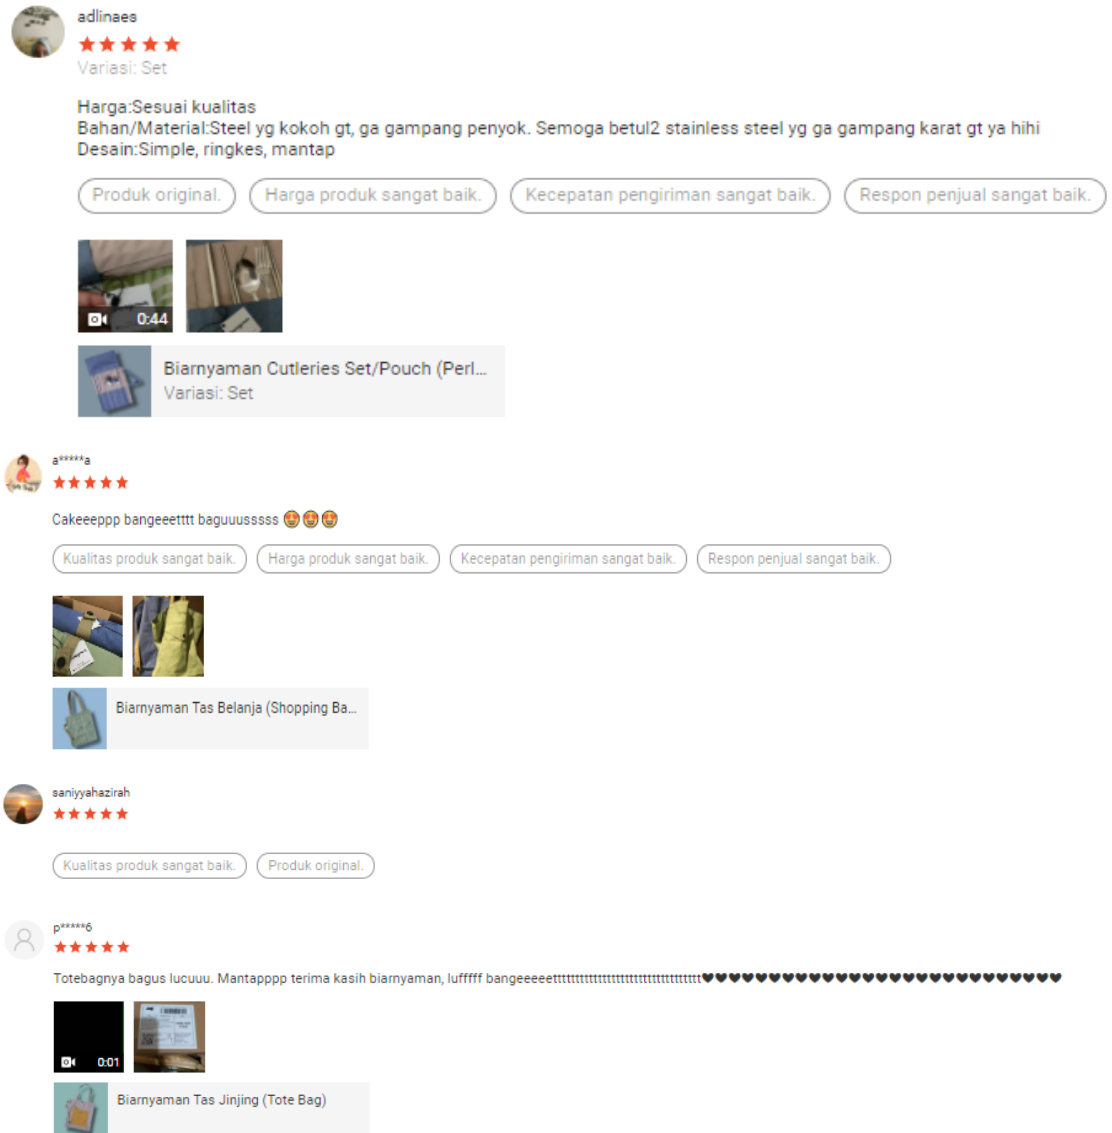 adlinaes
Variasi: Set
Harga:Sesuai kualitas
Bahan/Material:Steel yg kokoh gt, ga gampang penyok. Semoga betul2 stainless steel yg ga gampang karat gt ya hihi
Desain:Simple, ringkes, mantap
Produk original. Harga produk sangat baik. Kecepatan pengiriman sangat baik. Respon penjual sangat baik.
0:44
Biarnyaman Cutleries Set/Pouch (Perl...
Variasi: Set
a*****a
Cakeeeppp bangeeetttt baguuusssss 😍😍😍
Kualitas produk sangat baik. Harga produk sangat baik. Kecepatan pengiriman sangat baik. Respon penjual sangat baik.
Biarnyaman Tas Belanja (Shopping Ba...
saniyyahazirah
Kualitas produk sangat baik. Produk original.
p*****6
Totebagnya bagus lucuuu. Mantapppp terima kasih biarnyaman, lufffff bangeeeeetttttttttttttttttttttttttttttttttt♥♥♥♥♥♥♥♥♥♥♥♥♥♥♥♥♥♥♥♥♥♥♥♥♥♥♥
0:01
Biarnyaman Tas Jinjing (Tote Bag)